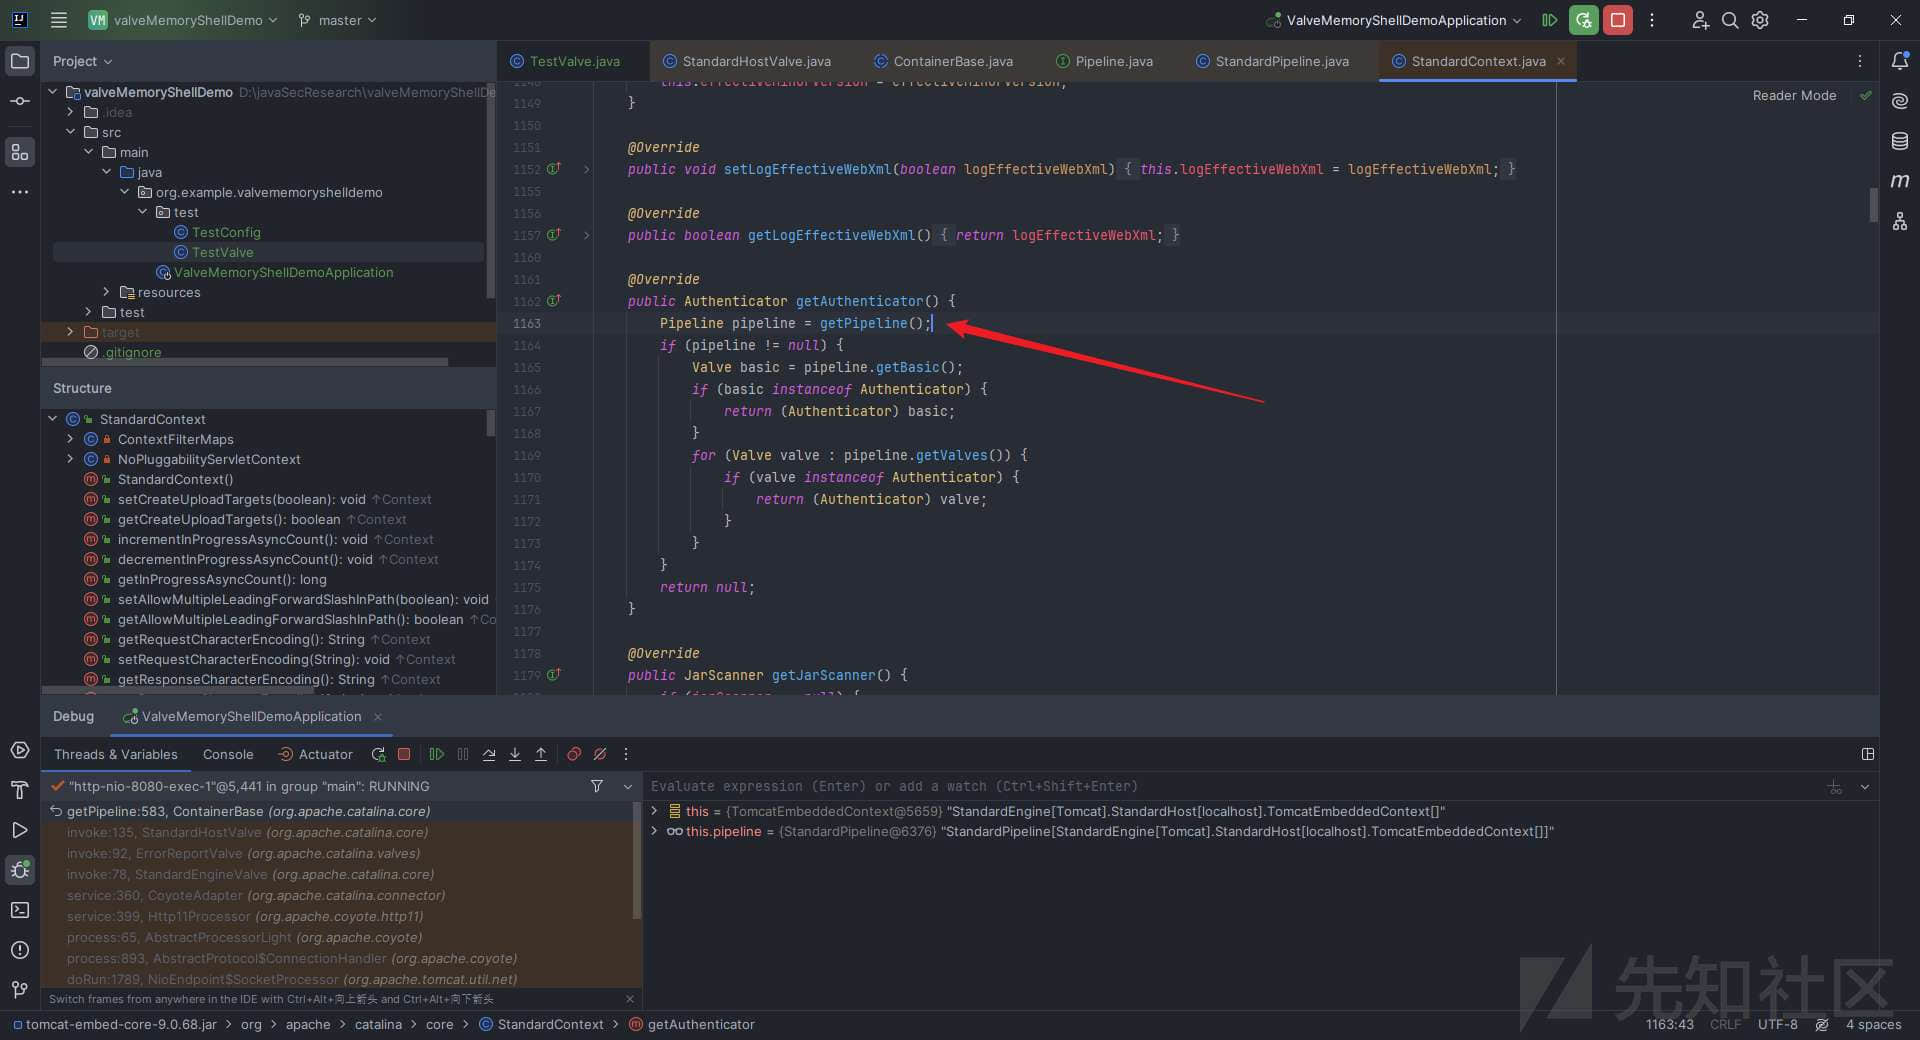 VM valveMemoryShellDemo master ValveMemoryShellDemoApplication
Project
valveMemoryShellDemo D:\javaSecResearch\valveMemoryShellDe
.idea
src
main
java
org.example.valvememoryshelldemo
test
TestConfig
TestValve
ValveMemoryShellDemoApplication
resources
test
target
.gitignore
Structure
StandardContext
ContextFilterMaps
NoPluggabilityServletContext
StandardContext()
setCreateUploadTargets(boolean): void ↑Context
getCreateUploadTargets(): boolean ↑Context
incrementInProgressAsyncCount(): void ↑Context
decrementInProgressAsyncCount(): void ↑Context
getInProgressAsyncCount(): long
setAllowMultipleLeadingForwardSlashInPath(boolean): void
getAllowMultipleLeadingForwardSlashInPath(): boolean ↑Co
getRequestCharacterEncoding(): String ↑Context
setRequestCharacterEncoding(String): void ↑Context
getResponseCharacterEncoding(): String ↑Context
TestValve.java StandardHostValve.java ContainerBase.java Pipeline.java StandardPipeline.java StandardContext.java
Reader Mode
1148 this.effectiveMinorVersion = effectiveMinorVersion;
1149 }
1150
1151 @Override
1152 public void setLogEffectiveWebXml(boolean logEffectiveWebXml) { this.logEffectiveWebXml = logEffectiveWebXml; }
1155
1156 @Override
1157 public boolean getLogEffectiveWebXml() { return logEffectiveWebXml; }
1160
1161 @Override
1162 public Authenticator getAuthenticator() {
1163 Pipeline pipeline = getPipeline();
1164 if (pipeline != null) {
1165 Valve basic = pipeline.getBasic();
1166 if (basic instanceof Authenticator) {
1167 return (Authenticator) basic;
1168 }
1169 for (Valve valve : pipeline.getValves()) {
1170 if (valve instanceof Authenticator) {
1171 return (Authenticator) valve;
1172 }
1173 }
1174 }
1175 return null;
1176 }
1177
1178 @Override
1179 public JarScanner getJarScanner() {
1180 if (jarScanner == null) {
Debug ValveMemoryShellDemoApplication
Threads & Variables Console Actuator
"http-nio-8080-exec-1"@5,441 in group "main": RUNNING
getPipeline:583, ContainerBase (org.apache.catalina.core)
invoke:135, StandardHostValve (org.apache.catalina.core)
invoke:92, ErrorReportValve (org.apache.catalina.valves)
invoke:78, StandardEngineValve (org.apache.catalina.core)
service:360, CoyoteAdapter (org.apache.catalina.connector)
service:399, Http11Processor (org.apache.coyote.http11)
process:65, AbstractProcessorLight (org.apache.coyote)
process:893, AbstractProtocol$ConnectionHandler (org.apache.coyote)
doRun:1789, NioEndpoint$SocketProcessor (org.apache.tomcat.util.net)
Switch frames from anywhere in the IDE with Ctrl+Alt+向上箭头 and Ctrl+Alt+向下箭头
Evaluate expression (Enter) or add a watch (Ctrl+Shift+Enter)
this = {TomcatEmbeddedContext@5659} "StandardEngine[Tomcat].StandardHost[localhost].TomcatEmbeddedContext[]"
this.pipeline = {StandardPipeline@6376} "StandardPipeline[StandardEngine[Tomcat].StandardHost[localhost].TomcatEmbeddedContext[]]"
先知社区
tomcat-embed-core-9.0.68.jar > org > apache > catalina > core > StandardContext > getAuthenticator
1163:43 CRLF UTF-8 4 spaces